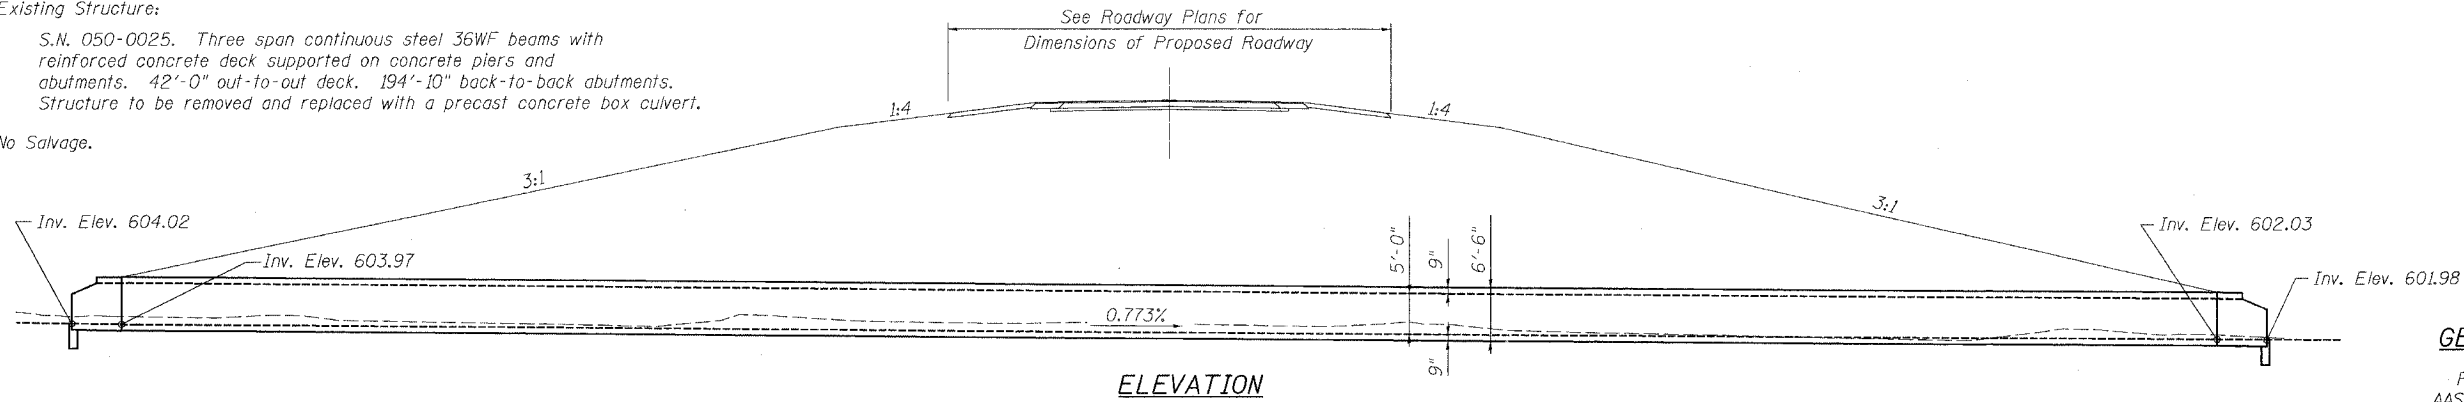 Existing Structure:
S.N. 050-0025. Three span continuous steel 36WF beams with
reinforced concrete deck supported on concrete piers and
abutments. 42'-0" out-to-out deck. 194'-10" back-to-back abutments.
Structure to be removed and replaced with a precast concrete box culvert.
No Salvage.
See Roadway Plans for
Dimensions of Proposed Roadway
1:4
1:4
3:1
3:1
Inv. Elev. 604.02
Inv. Elev. 603.97
5'-0"
9"
6'-6"
Inv. Elev. 602.03
Inv. Elev. 601.98
0.773%
9"
ELEVATION
GE
AAS